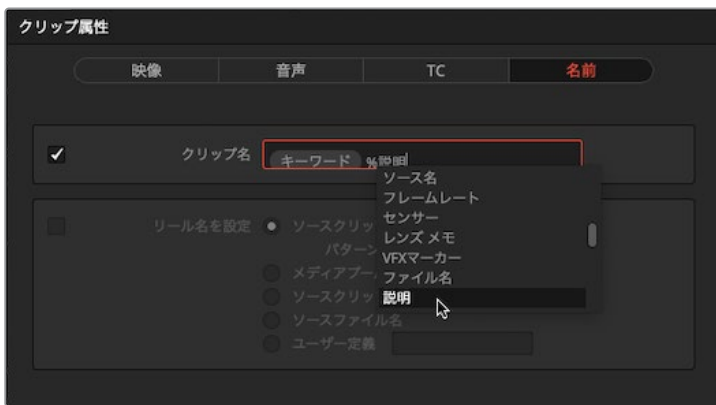 クリップ属性
映像 音声 TC 名前
クリップ名 キーワード %説明
ソース名
フレームレート
リール名を設定 ソースクリッ センサー
パターン レンズ メモ
VFXマーカー
メディアプー ファイル名
ソースクリッ 説明
ソースファイル名
ユーザー定義